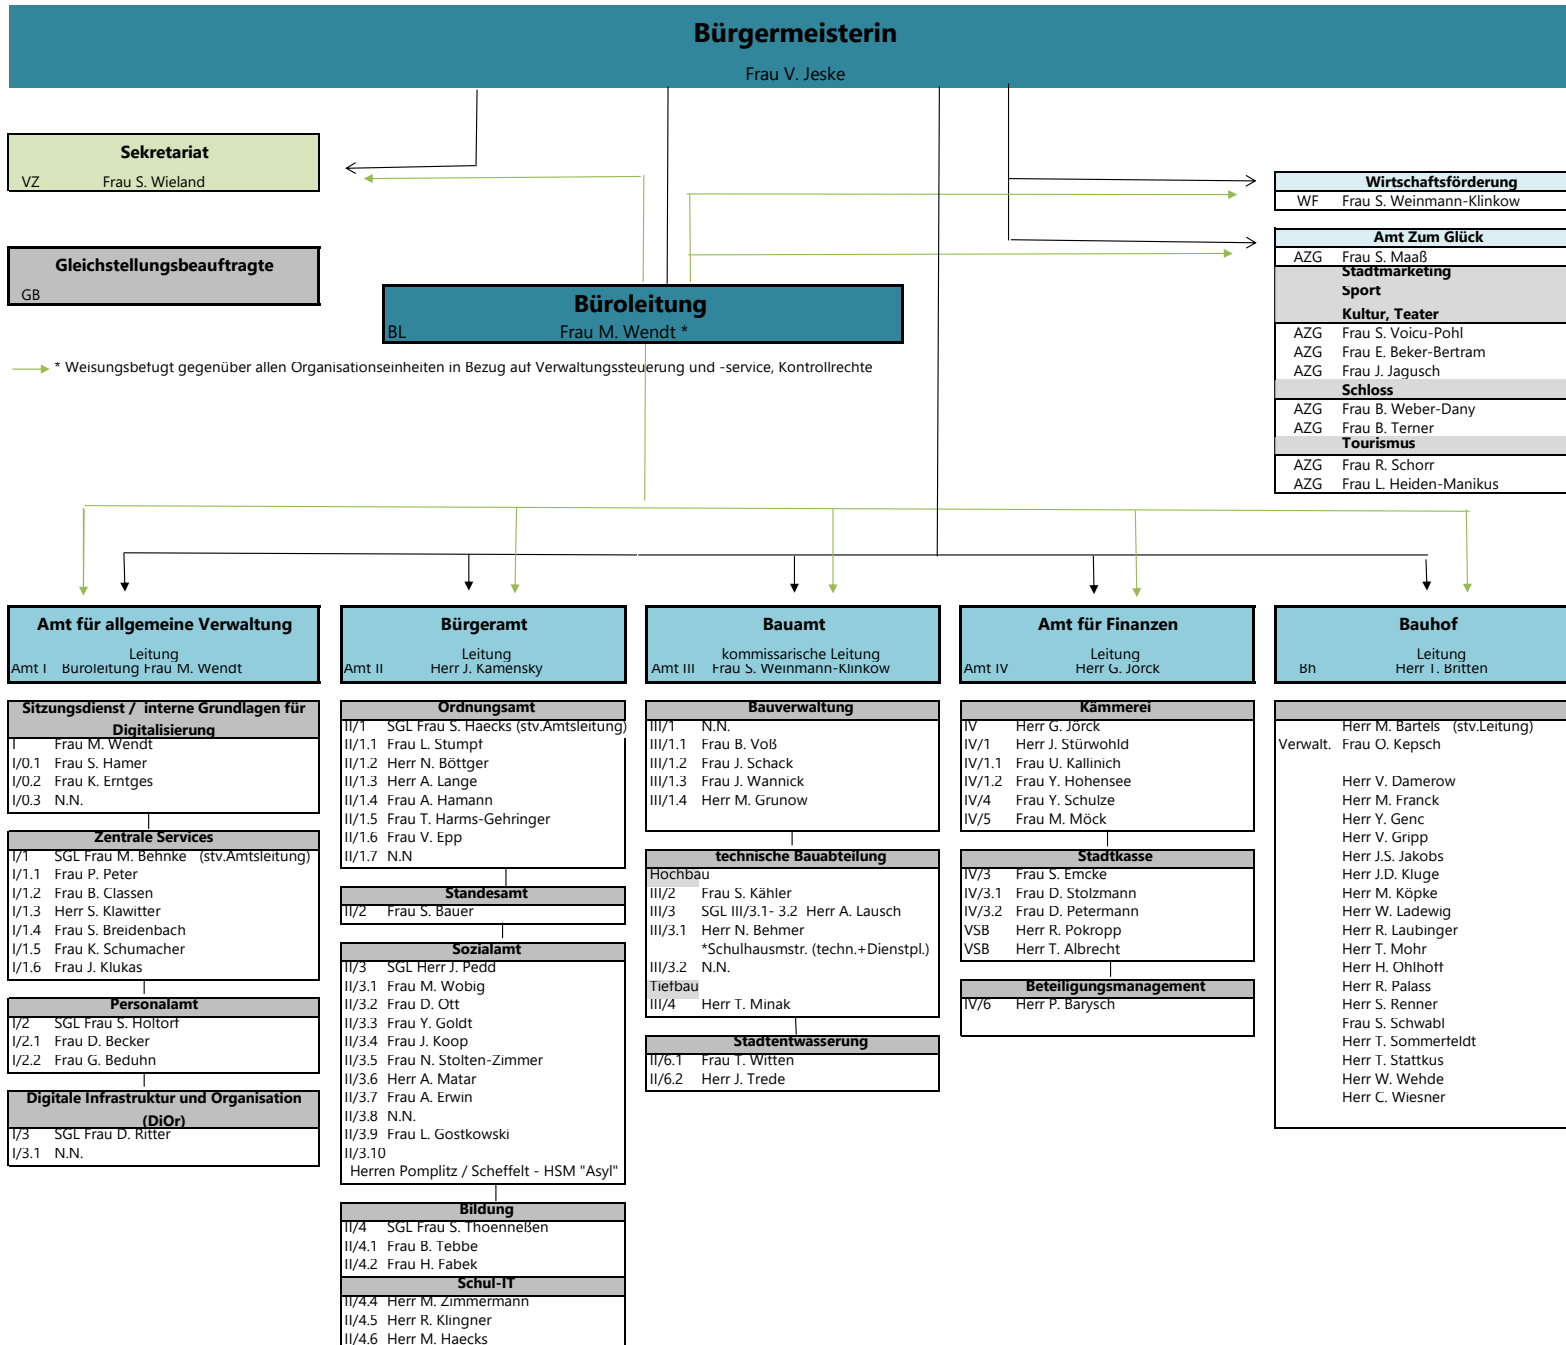 Bürgermeisterin
Frau V. Jeske
Sekretariat
VZ Frau S. Wieland
Gleichstellungsbeauftragte
GB
Büroleitung
BL Frau M. Wendt *
* Weisungsbefugt gegenüber allen Organisationseinheiten in Bezug auf Verwaltungssteuerung und -service, Kontrollrechte
Wirtschaftsförderung
WF Frau S. Weinmann-Klinkow
Amt Zum Glück
AZG Frau S. Maaß
Stadtmarketing
Sport
Kultur, Teater
AZG Frau S. Voicu-Pohl
AZG Frau E. Beker-Bertram
AZG Frau J. Jagusch
Schloss
AZG Frau B. Weber-Dany
AZG Frau B. Terner
Tourismus
AZG Frau R. Schorr
AZG Frau L. Heiden-Manikus
Amt für allgemeine Verwaltung
Leitung
Amt I Büroleitung Frau M. Wendt
Sitzungsdienst / interne Grundlagen für
Digitalisierung
I Frau M. Wendt
I/0.1 Frau S. Hamer
I/0.2 Frau K. Erntges
I/0.3 N.N.
Zentrale Services
I/1 SGL Frau M. Behnke (stv.Amtsleitung)
I/1.1 Frau P. Peter
I/1.2 Frau B. Classen
I/1.3 Herr S. Klawitter
I/1.4 Frau S. Breidenbach
I/1.5 Frau K. Schumacher
I/1.6 Frau J. Klukas
Personalamt
I/2 SGL Frau S. Holtorf
I/2.1 Frau D. Becker
I/2.2 Frau G. Beduhn
Digitale Infrastruktur und Organisation
(DiOr)
I/3 SGL Frau D. Ritter
I/3.1 N.N.
Bürgeramt
Leitung
Amt II Herr J. Kamensky
Ordnungsamt
II/1 SGL Frau S. Haecks (stv.Amtsleitung)
II/1.1 Frau L. Stumpf
II/1.2 Herr N. Böttger
II/1.3 Herr A. Lange
II/1.4 Frau A. Hamann
II/1.5 Frau T. Harms-Gehringer
II/1.6 Frau V. Epp
II/1.7 N.N
Standesamt
II/2 Frau S. Bauer
Sozialamt
II/3 SGL Herr J. Pedd
II/3.1 Frau M. Wobig
II/3.2 Frau D. Ott
II/3.3 Frau Y. Goldt
II/3.4 Frau J. Koop
II/3.5 Frau N. Stolten-Zimmer
II/3.6 Herr A. Matar
II/3.7 Frau A. Erwin
II/3.8 N.N.
II/3.9 Frau L. Gostkowski
II/3.10
Herren Pomplitz / Scheffelt - HSM "Asyl"
Bildung
II/4 SGL Frau S. Thoenneßen
II/4.1 Frau B. Tebbe
II/4.2 Frau H. Fabek
Schul-IT
II/4.4 Herr M. Zimmermann
II/4.5 Herr R. Klingner
II/4.6 Herr M. Haecks
Bauamt
kommissarische Leitung
Amt III Frau S. Weinmann-Klinkow
Bauverwaltung
III/1 N.N.
III/1.1 Frau B. Voß
III/1.2 Frau J. Schack
III/1.3 Frau J. Wannick
III/1.4 Herr M. Grunow
technische Bauabteilung
Hochbau
III/2 Frau S. Kähler
III/3 SGL III/3.1- 3.2 Herr A. Lausch
III/3.1 Herr N. Behmer
*Schulhausmstr. (techn.+Dienstpl.)
III/3.2 N.N.
Tiefbau
III/4 Herr T. Minak
Stadtentwässerung
II/6.1 Frau T. Witten
II/6.2 Herr J. Trede
Amt für Finanzen
Leitung
Amt IV Herr G. Jörck
Kämmerei
IV Herr G. Jörck
IV/1 Herr J. Stürwohld
IV/1.1 Frau U. Kallinich
IV/1.2 Frau Y. Hohensee
IV/4 Frau Y. Schulze
IV/5 Frau M. Möck
Stadtkasse
IV/3 Frau S. Emcke
IV/3.1 Frau D. Stolzmann
IV/3.2 Frau D. Petermann
VSB Herr R. Pokropp
VSB Herr T. Albrecht
Beteiligungsmanagement
IV/6 Herr P. Barysch
Bauhof
Leitung
Bh Herr T. Britten
Herr M. Bartels (stv.Leitung)
Verwalt. Frau O. Kepsch
Herr V. Damerow
Herr M. Franck
Herr Y. Genc
Herr V. Gripp
Herr J.S. Jakobs
Herr J.D. Kluge
Herr M. Köpke
Herr W. Ladewig
Herr R. Laubinger
Herr T. Mohr
Herr H. Ohlhoff
Herr R. Palass
Herr S. Renner
Frau S. Schwabl
Herr T. Sommerfeldt
Herr T. Stattkus
Herr W. Wehde
Herr C. Wiesner